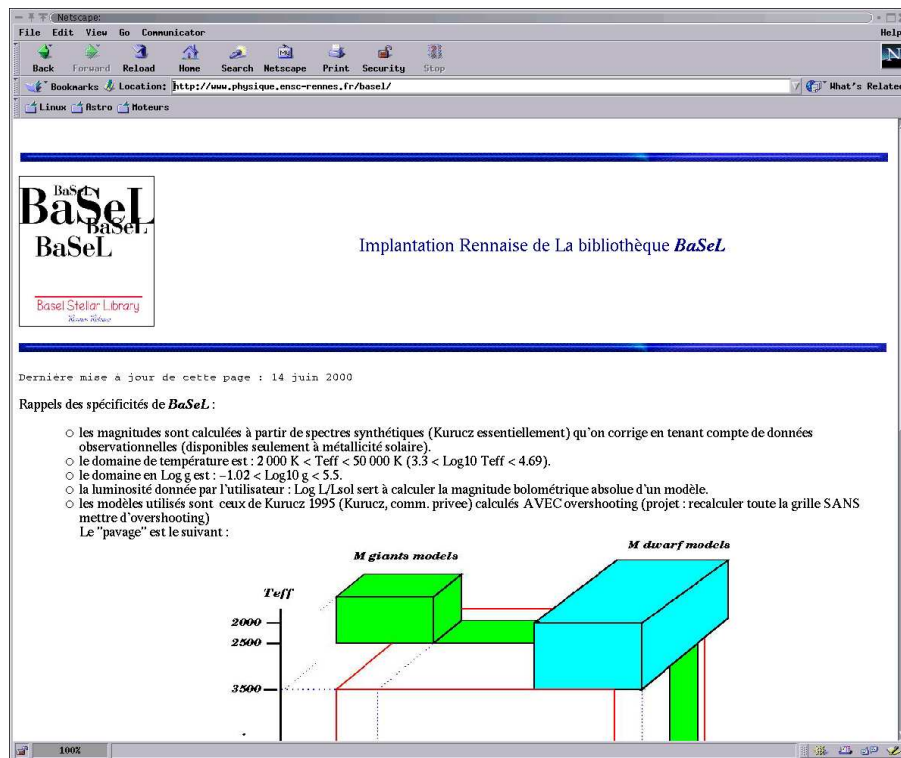 Netscape:
File Edit View Go Communicator Help
Back Forward Reload Home Search Netscape Print Security Stop
Bookmarks Location: http://www.physique.ensc-rennes.fr/basel/ What's Related
Linux Astro Moteurs
BaSeL
BaSeL
BaSeL
BaSeL
Basel Stellar Library
Implantation Rennaise de La bibliothèque BaSeL
Dernière mise à jour de cette page : 14 juin 2000
Rappels des spécificités de BaSeL :
les magnitudes sont calculées à partir de spectres synthétiques (Kurucz essentiellement) qu'on corrige en tenant compte de données
observationnelles (disponibles seulement à métallicité solaire).
le domaine de température est : 2 000 K < Teff < 50 000 K (3.3 < Log10 Teff < 4.69).
le domaine en Log g est : −1.02 < Log10 g < 5.5.
la luminosité donnée par l'utilisateur : Log L/Lsol sert à calculer la magnitude bolométrique absolue d'un modèle.
les modèles utilisés sont ceux de Kurucz 1995 (Kurucz, comm. privee) calculés AVEC overshooting (projet : recalculer toute la grille SANS
mettre d'overshooting)
Le "pavage" est le suivant :
M giants models
M dwarf models
Teff
2000
2500
3500
100%